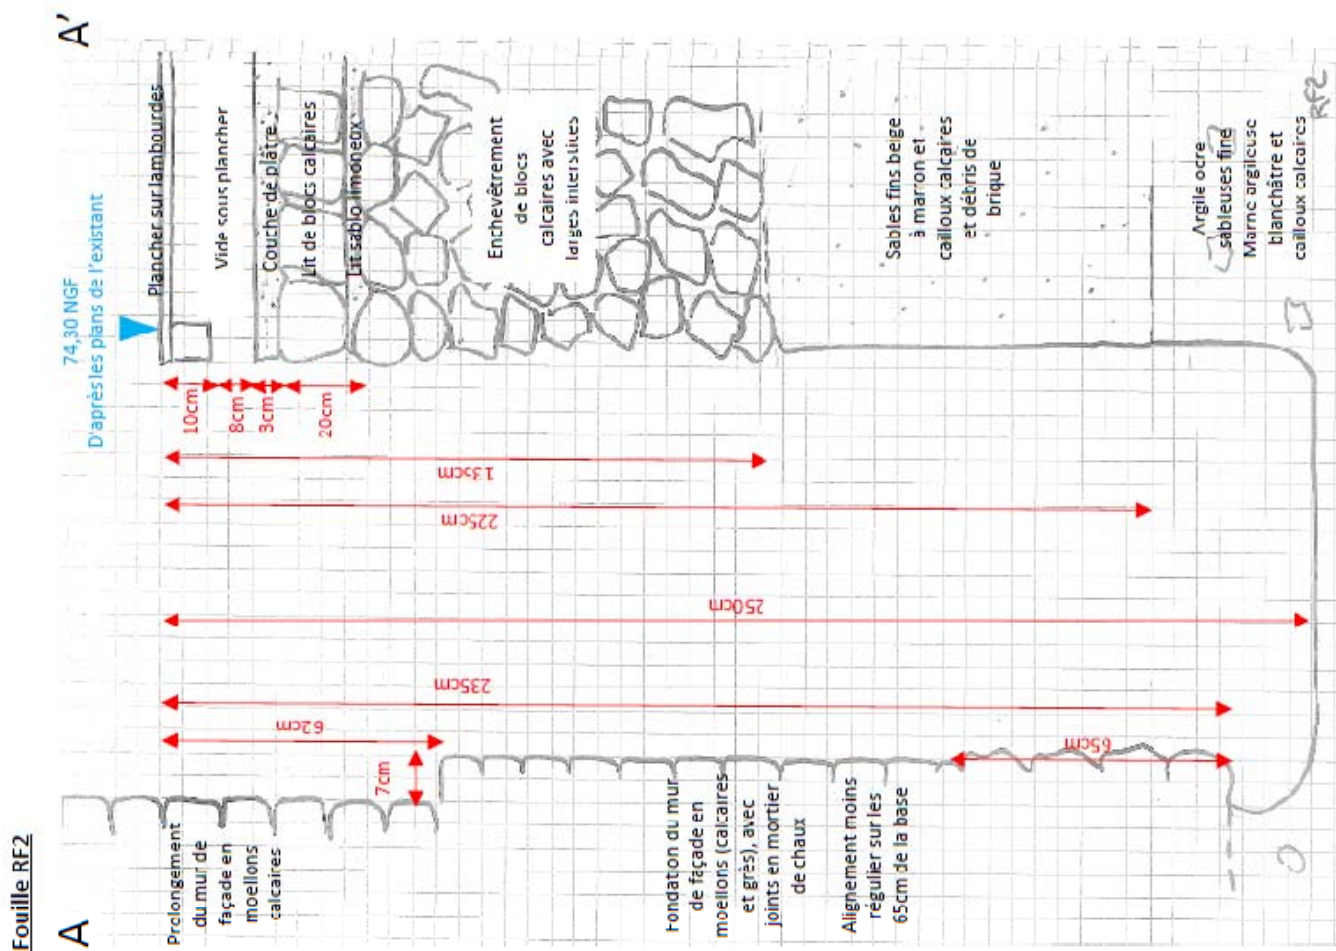 Fouille RF2
A
A'
74,30 NGF
D'après les plans de l'existant
Plancher sur lambourdes
Vide sous plancher
Couche de plâtre
Lit de blocs calcaires
Lit sablo limoneux
Enchevêtrement
de blocs
calcaires avec
larges interstices
Sables fins beige
à marron et
cailloux calcaires
et débris de
brique
Argile ocre
sableuses fine
Marne argileuse
blanchâtre et
cailloux calcaires
RF2
10cm
8cm
3cm
20cm
135cm
225cm
250cm
235cm
62cm
7cm
65cm
Prolongement
du mur de
façade en
moellons
calcaires
Fondation du mur
de façade en
moellons (calcaires
et grès), avec
joints en mortier
de chaux
Alignement moins
régulier sur les
65cm de la base